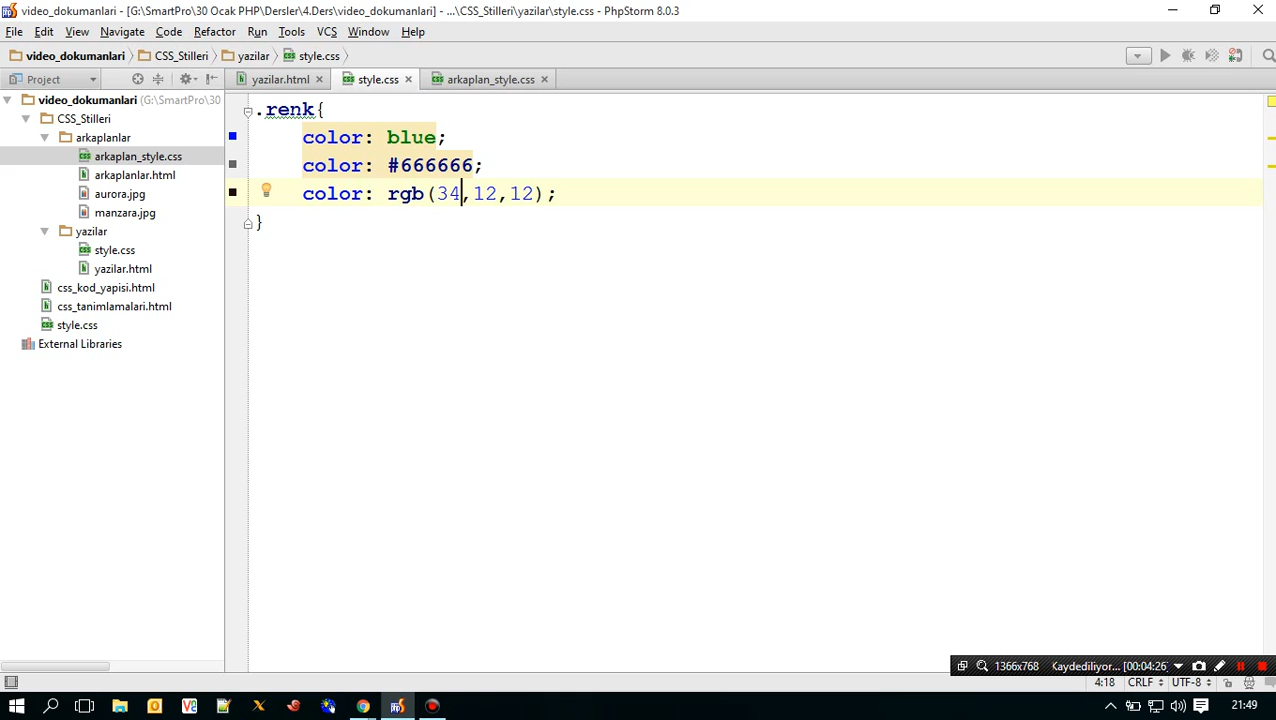 video_dokumanlari - [G:\SmartPro\30 Ocak PHP\Dersler\4.Ders\video_dokumanlari] - ...\CSS_Stilleri\yazilar\style.css - PhpStorm 8.0.3
File Edit View Navigate Code Refactor Run Tools VCS Window Help
video_dokumanlari CSS_Stilleri yazilar style.css
Project
yazilar.html style.css arkaplan_style.css
video_dokumanlari (G:\SmartPro\30
CSS_Stilleri
arkaplanlar
arkaplan_style.css
arkaplanlar.html
aurora.jpg
manzara.jpg
yazilar
style.css
yazilar.html
css_kod_yapisi.html
css_tanimlamalari.html
style.css
External Libraries
.renk{
color: blue;
color: #666666;
color: rgb(34,12,12);
}
1366x768 Kaydediliyor... [00:04:26]
4:18 CRLF UTF-8
21:49